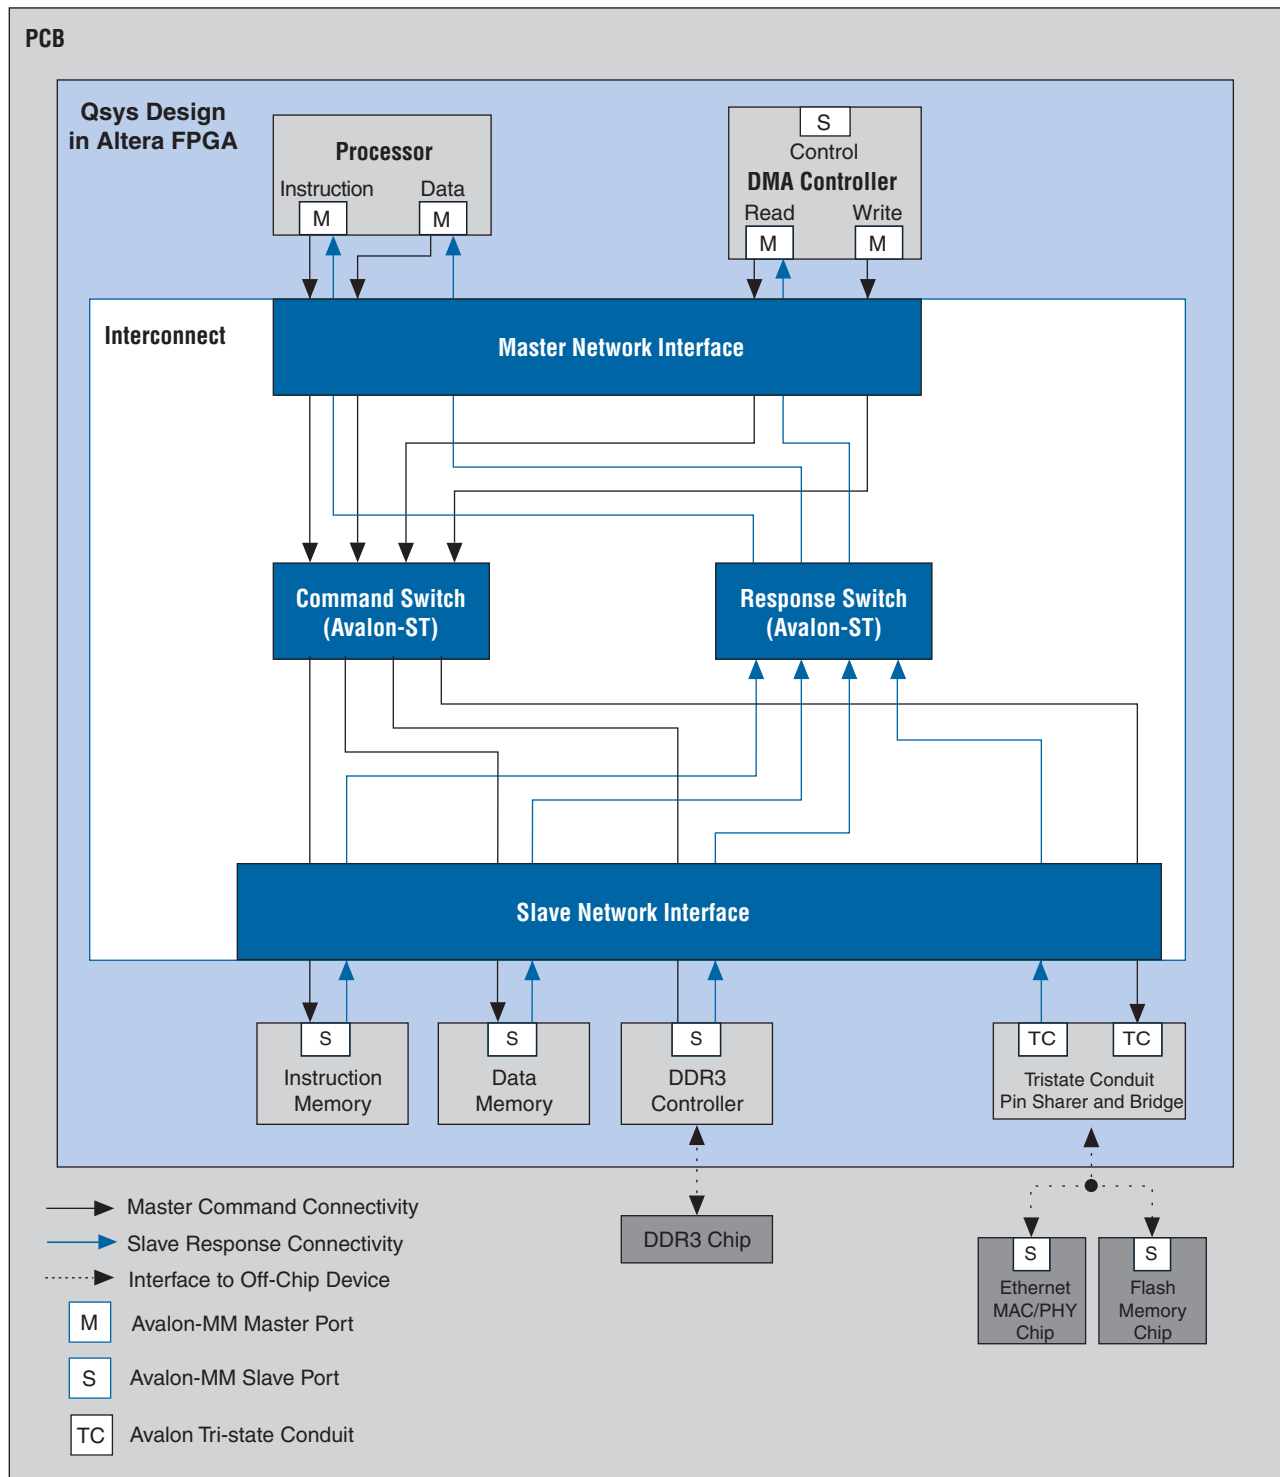 PCB
Qsys Design
in Altera FPGA
Processor
Instruction
Data
M
M
S
Control
DMA Controller
Read
Write
M
M
Interconnect
Master Network Interface
Command Switch
(Avalon-ST)
Response Switch
(Avalon-ST)
Slave Network Interface
S
Instruction
Memory
S
Data
Memory
S
DDR3
Controller
TC
TC
Tristate Conduit
Pin Sharer and Bridge
DDR3 Chip
S
Ethernet
MAC/PHY
Chip
S
Flash
Memory
Chip
Master Command Connectivity
Slave Response Connectivity
Interface to Off-Chip Device
M
Avalon-MM Master Port
S
Avalon-MM Slave Port
TC
Avalon Tri-state Conduit